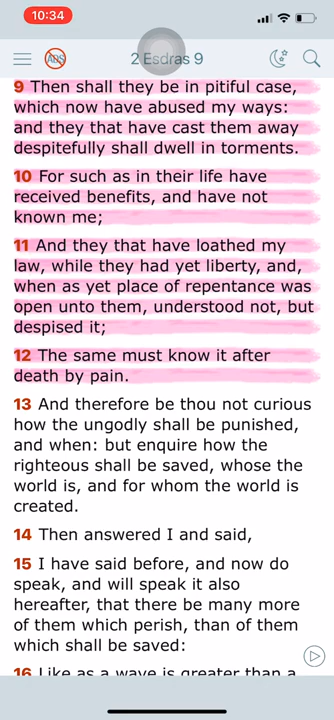 10:34
ADS
2 Esdras 9
9 Then shall they be in pitiful case,
which now have abused my ways:
and they that have cast them away
despitefully shall dwell in torments.
10 For such as in their life have
received benefits, and have not
known me;
11 And they that have loathed my
law, while they had yet liberty, and,
when as yet place of repentance was
open unto them, understood not, but
despised it;
12 The same must know it after
death by pain.
13 And therefore be thou not curious
how the ungodly shall be punished,
and when: but enquire how the
righteous shall be saved, whose the
world is, and for whom the world is
created.
14 Then answered I and said,
15 I have said before, and now do
speak, and will speak it also
hereafter, that there be many more
of them which perish, than of them
which shall be saved:
16 Like as a wave is greater than a